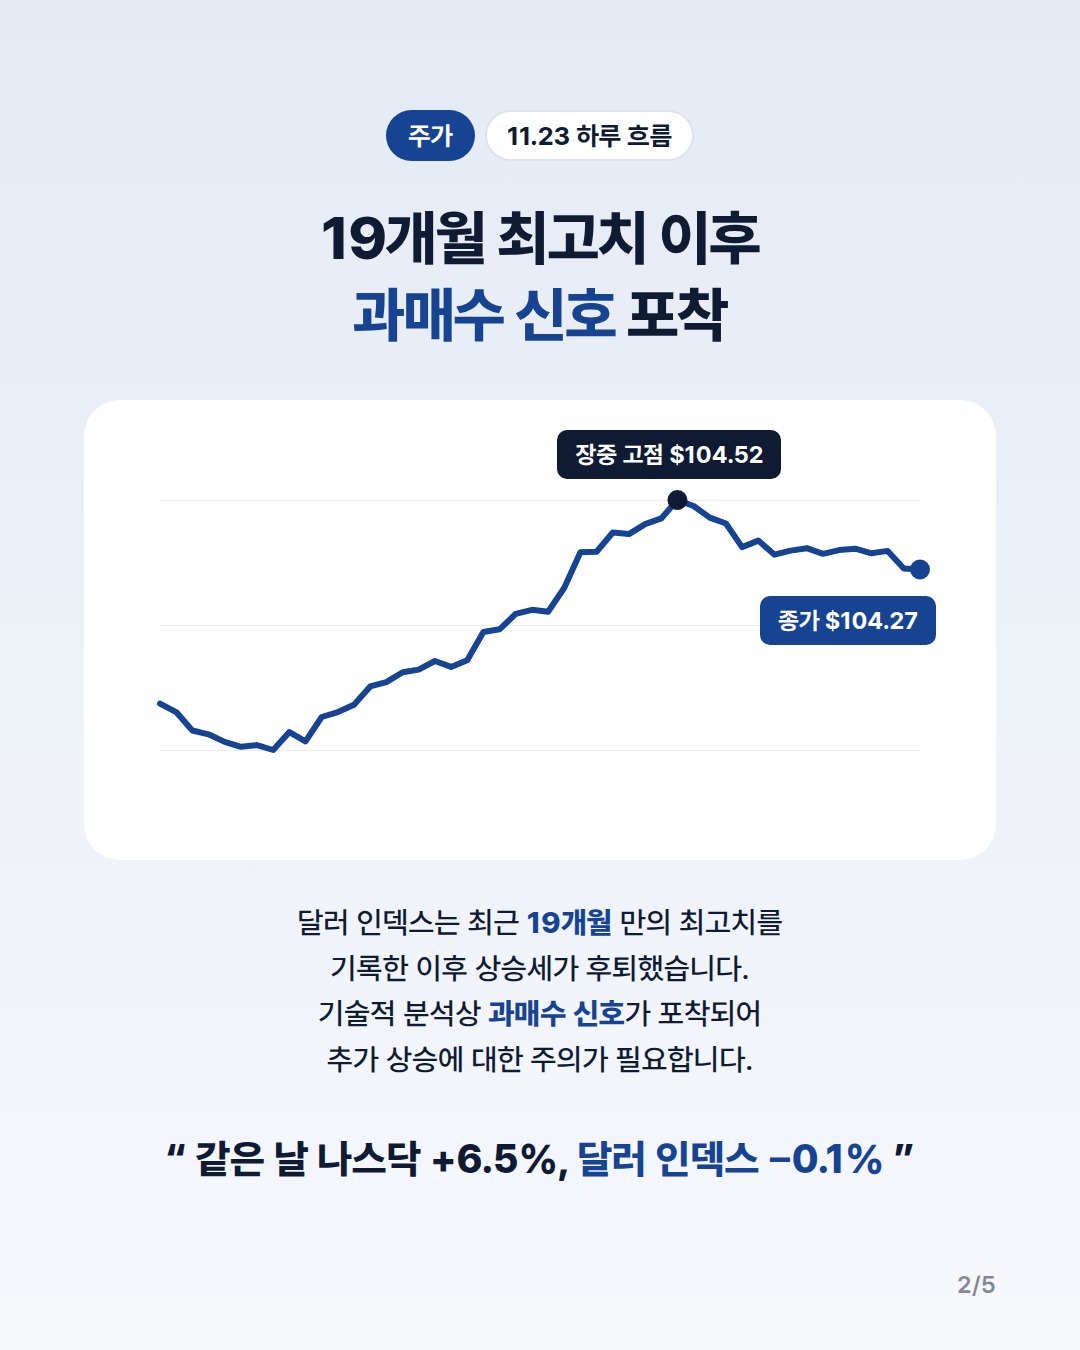 주가 11.23 하루 흐름
19개월 최고치 이후
과매수 신호 포착
장중 고점 $104.52
종가 $104.27
달러 인덱스는 최근 19개월 만의 최고치를
기록한 이후 상승세가 후퇴했습니다.
기술적 분석상 과매수 신호가 포착되어
추가 상승에 대한 주의가 필요합니다.
“ 같은 날 나스닥 +6.5%, 달러 인덱스 −0.1% ”
2/5